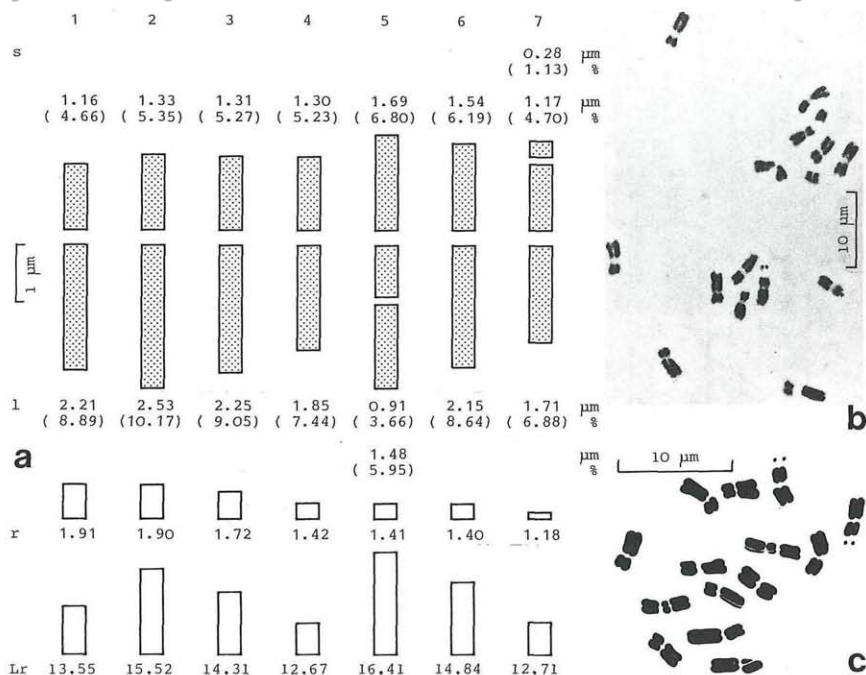 1 2 3 4 5 6 7
s 0.28 μm
( 1.13) %
1.16 1.33 1.31 1.30 1.69 1.54 1.17 μm
( 4.66) ( 5.35) ( 5.27) ( 5.23) ( 6.80) ( 6.19) ( 4.70) %
1 μm
10 μm
l 2.21 2.53 2.25 1.85 0.91 2.15 1.71 μm
( 8.89) (10.17) ( 9.05) ( 7.44) ( 3.66) ( 8.64) ( 6.88) %
b
a
1.48 μm
( 5.95) %
10 μm
r 1.91 1.90 1.72 1.42 1.41 1.40 1.18
Lr 13.55 15.52 14.31 12.67 16.41 14.84 12.71
c